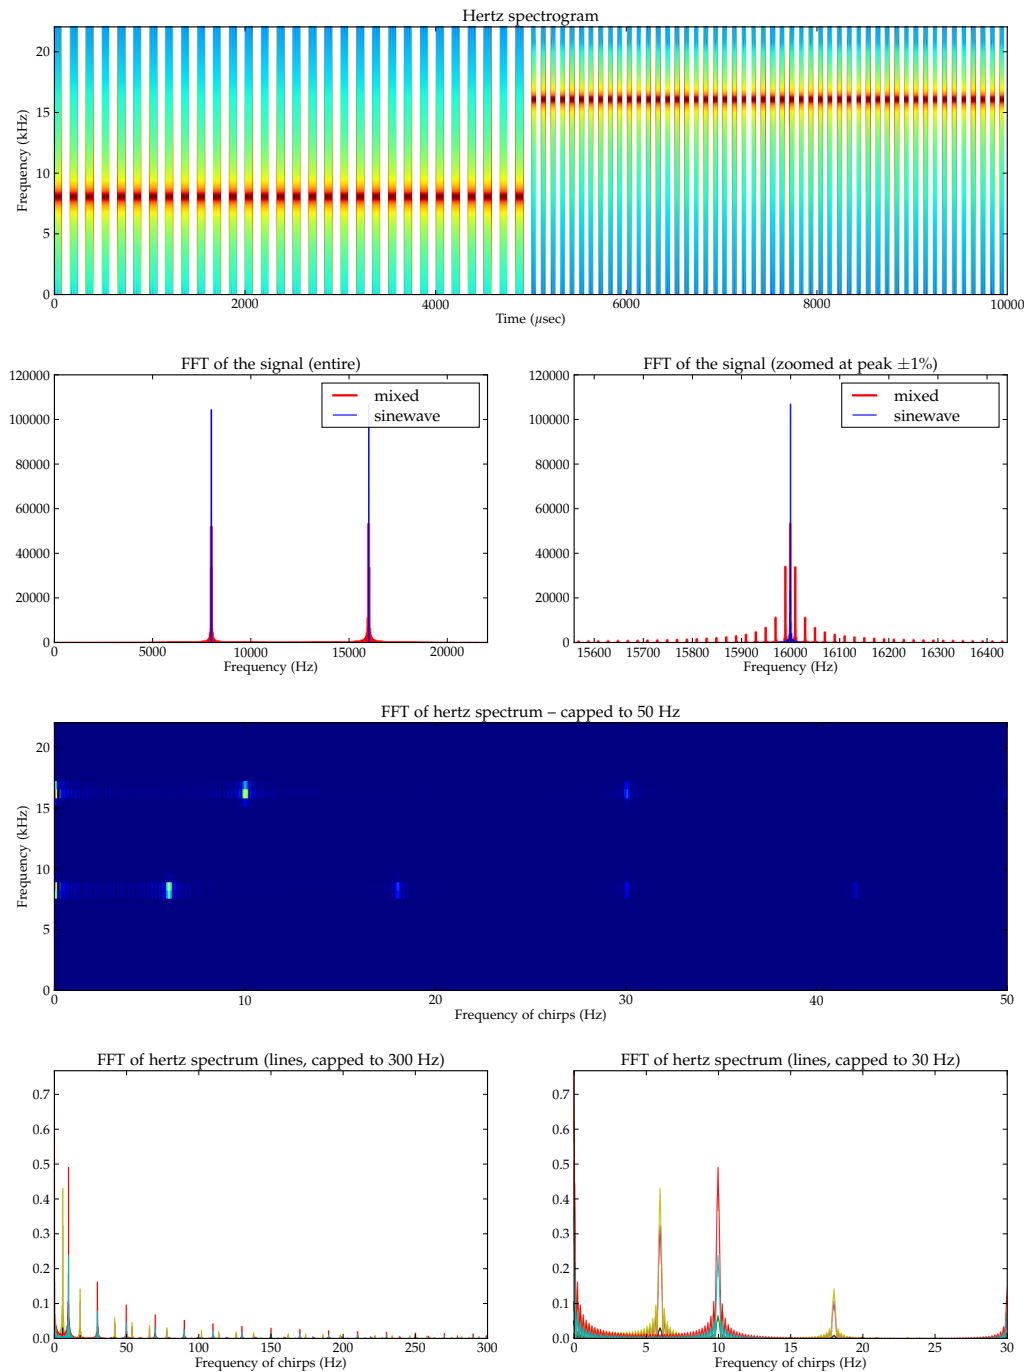 Hertz spectrogram
20
15
10
5
0
Frequency (kHz)
0 2000 4000 6000 8000 10000
Time (μsec)
FFT of the signal (entire)
120000
100000
80000
60000
40000
20000
0
mixed
sinewave
5000 10000 15000 20000
Frequency (Hz)
FFT of the signal (zoomed at peak ±1%)
120000
100000
80000
60000
40000
20000
0
mixed
sinewave
15600 15700 15800 15900 16000 16100 16200 16300 16400
Frequency (Hz)
FFT of hertz spectrum – capped to 50 Hz
20
15
10
5
0
Frequency (kHz)
0 10 20 30 40 50
Frequency of chirps (Hz)
FFT of hertz spectrum (lines, capped to 300 Hz)
0.7
0.6
0.5
0.4
0.3
0.2
0.1
0.0
0 50 100 150 200 250 300
Frequency of chirps (Hz)
FFT of hertz spectrum (lines, capped to 30 Hz)
0.7
0.6
0.5
0.4
0.3
0.2
0.1
0.0
0 5 10 15 20 25 30
Frequency of chirps (Hz)